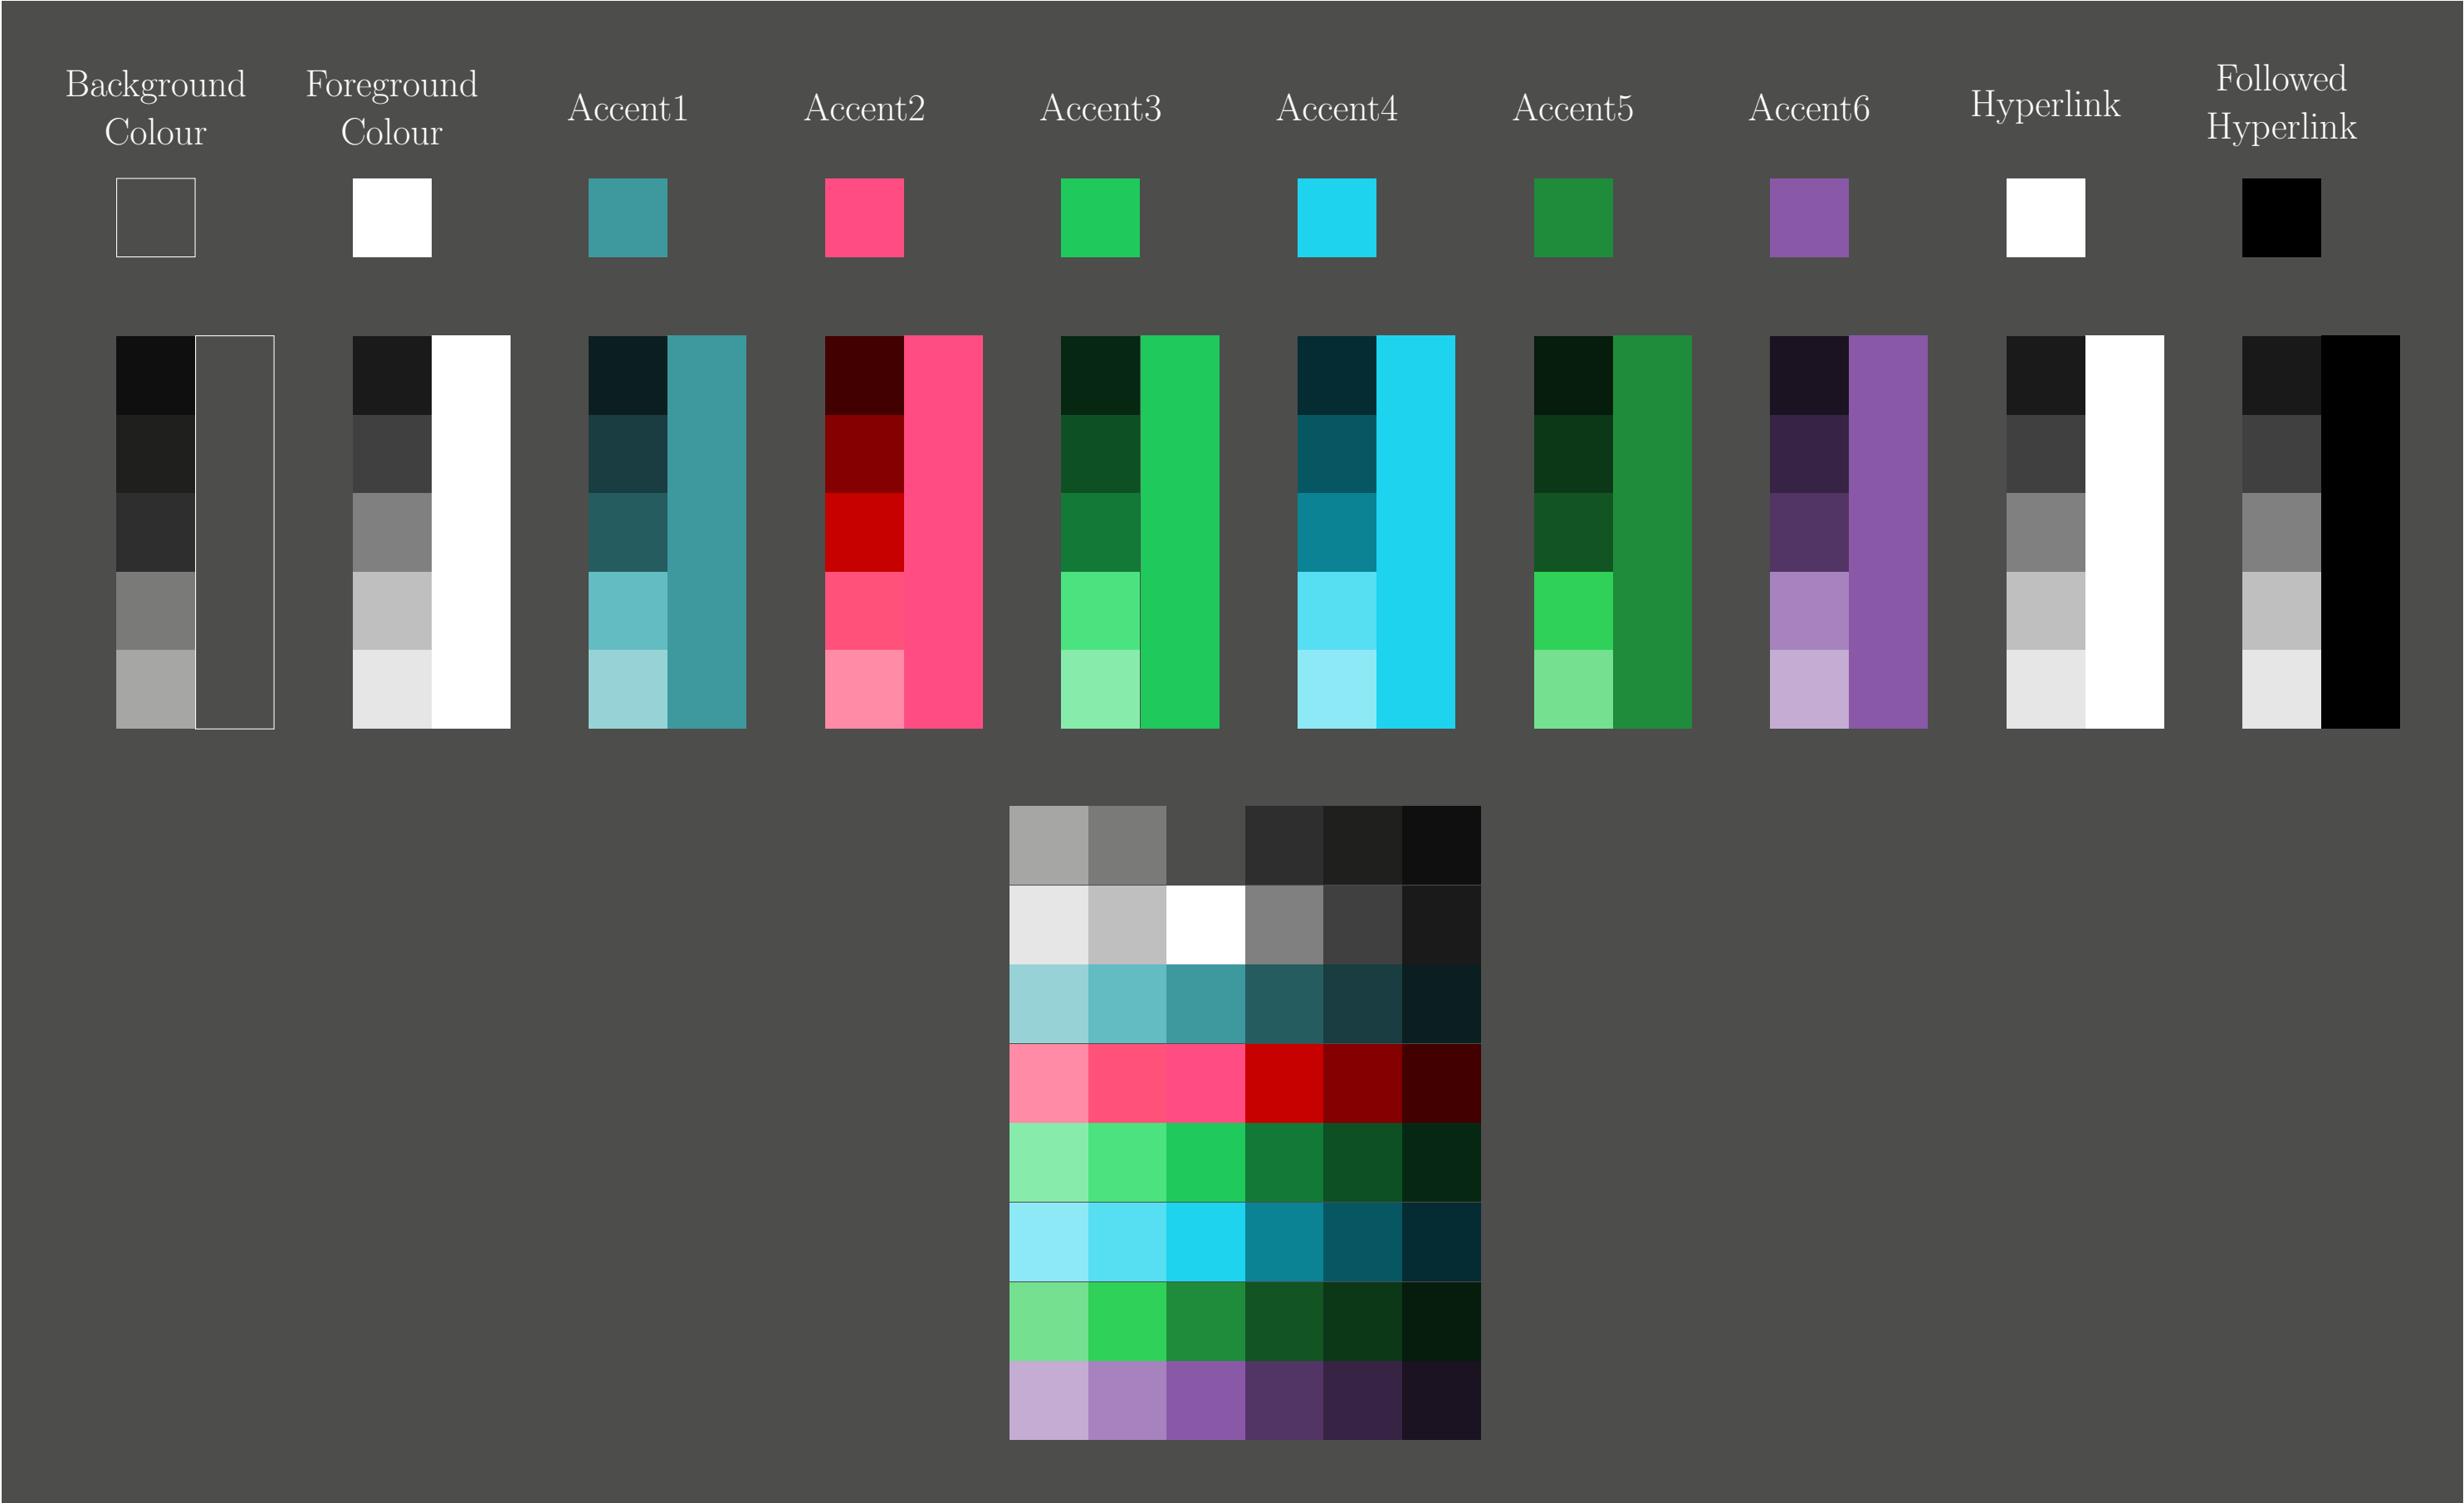 Background
Colour
Foreground
Colour
Accent1
Accent2
Accent3
Accent4
Accent5
Accent6
Hyperlink
Followed
Hyperlink